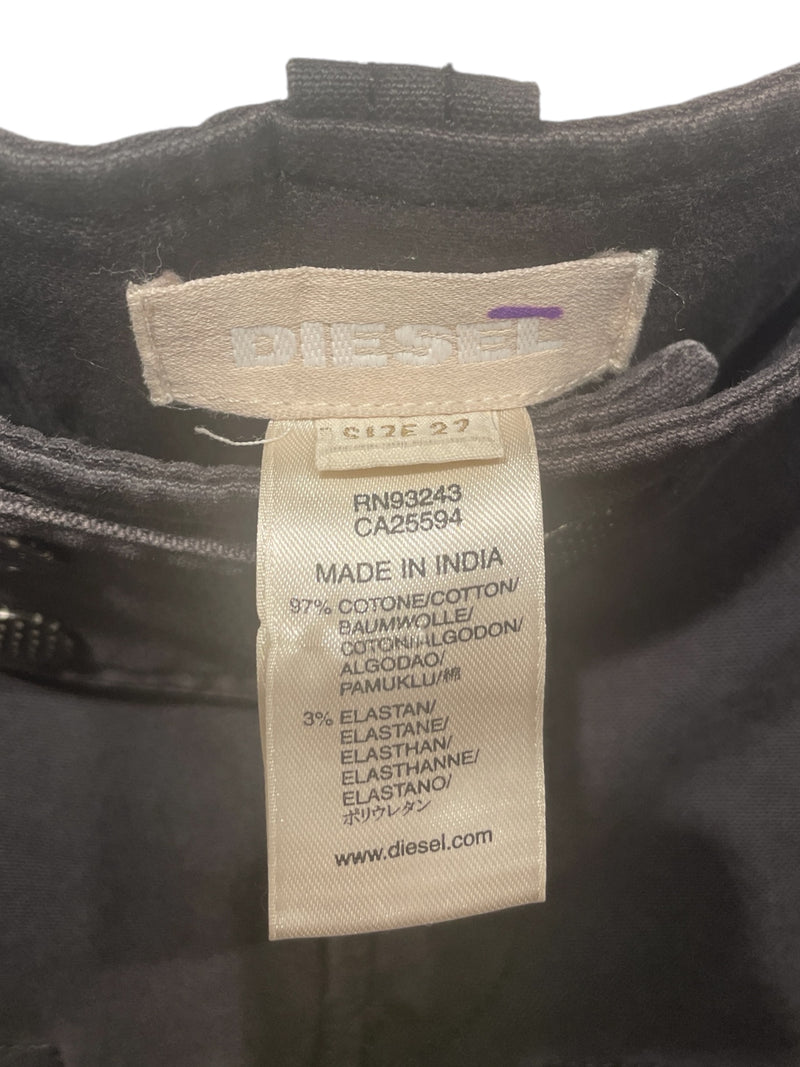 DIESEL
SIZE 27
RN93243
CA25594
MADE IN INDIA
97% COTONE/COTTON/
BAUMWOLLE/
COTON/ALGODON/
ALGODAO/
PAMUKLU/綿
3% ELASTAN/
ELASTANE/
ELASTHAN/
ELASTHANNE/
ELASTANO/
ポリウレタン
www.diesel.com